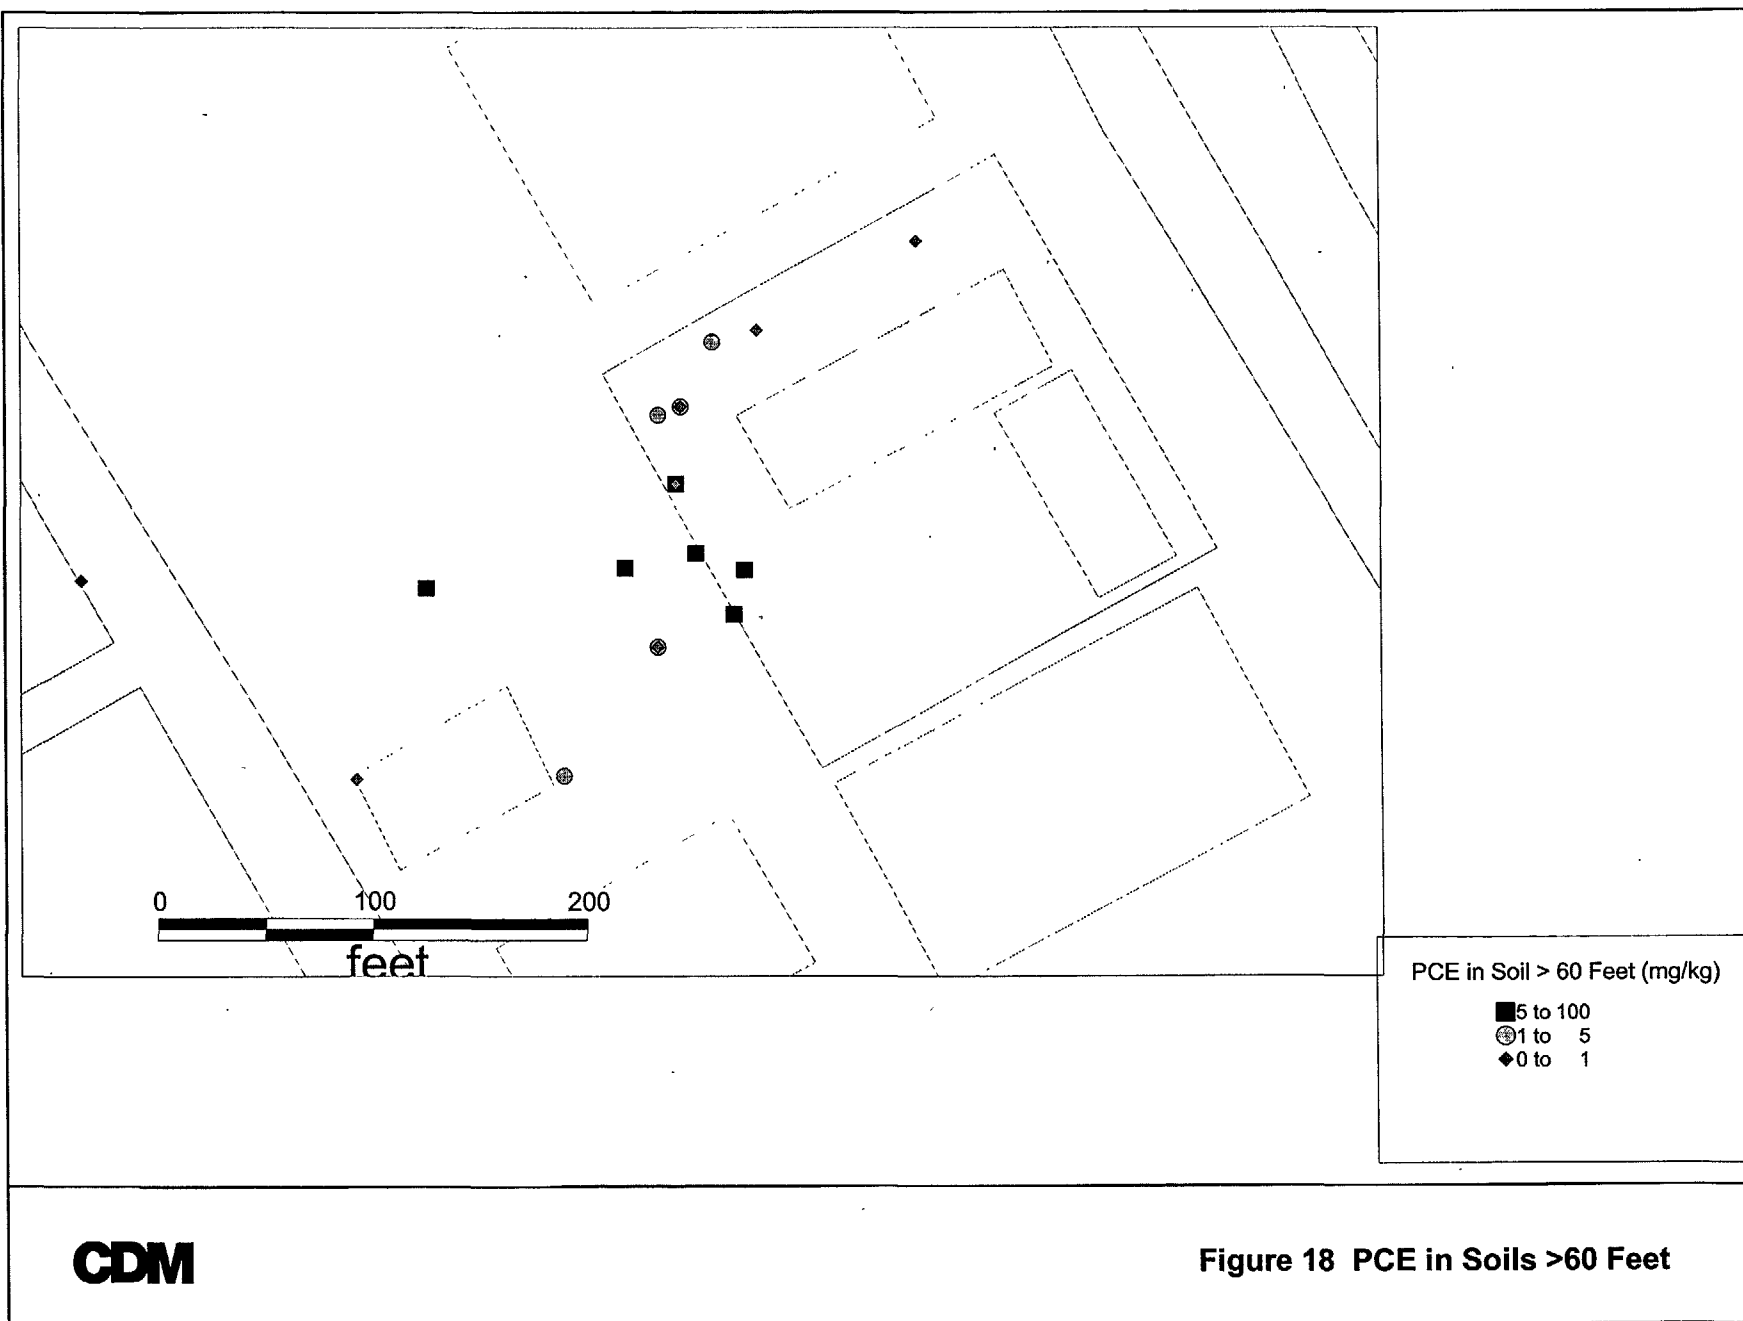 0 100 200
feet
PCE in Soil > 60 Feet (mg/kg)
5 to 100
1 to 5
0 to 1
CDM
Figure 18 PCE in Soils >60 Feet